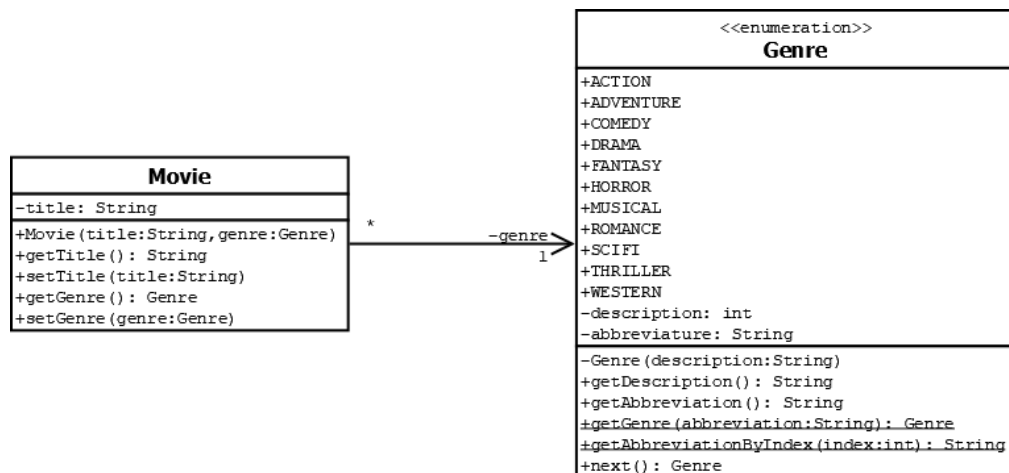 Movie
-title: String
+Movie(title:String,genre:Genre)
+getTitle(): String
+setTitle(title:String)
+getGenre(): Genre
+setGenre(genre:Genre)
*
-genre
1
<<enumeration>>
Genre
+ACTION
+ADVENTURE
+COMEDY
+DRAMA
+FANTASY
+HORROR
+MUSICAL
+ROMANCE
+SCIFI
+THRILLER
+WESTERN
-description: int
-abbreviature: String
-Genre(description:String)
+getDescription(): String
+getAbbreviation(): String
+getGenre(abbreviation:String): Genre
+getAbbreviationByIndex(index:int): String
+next(): Genre